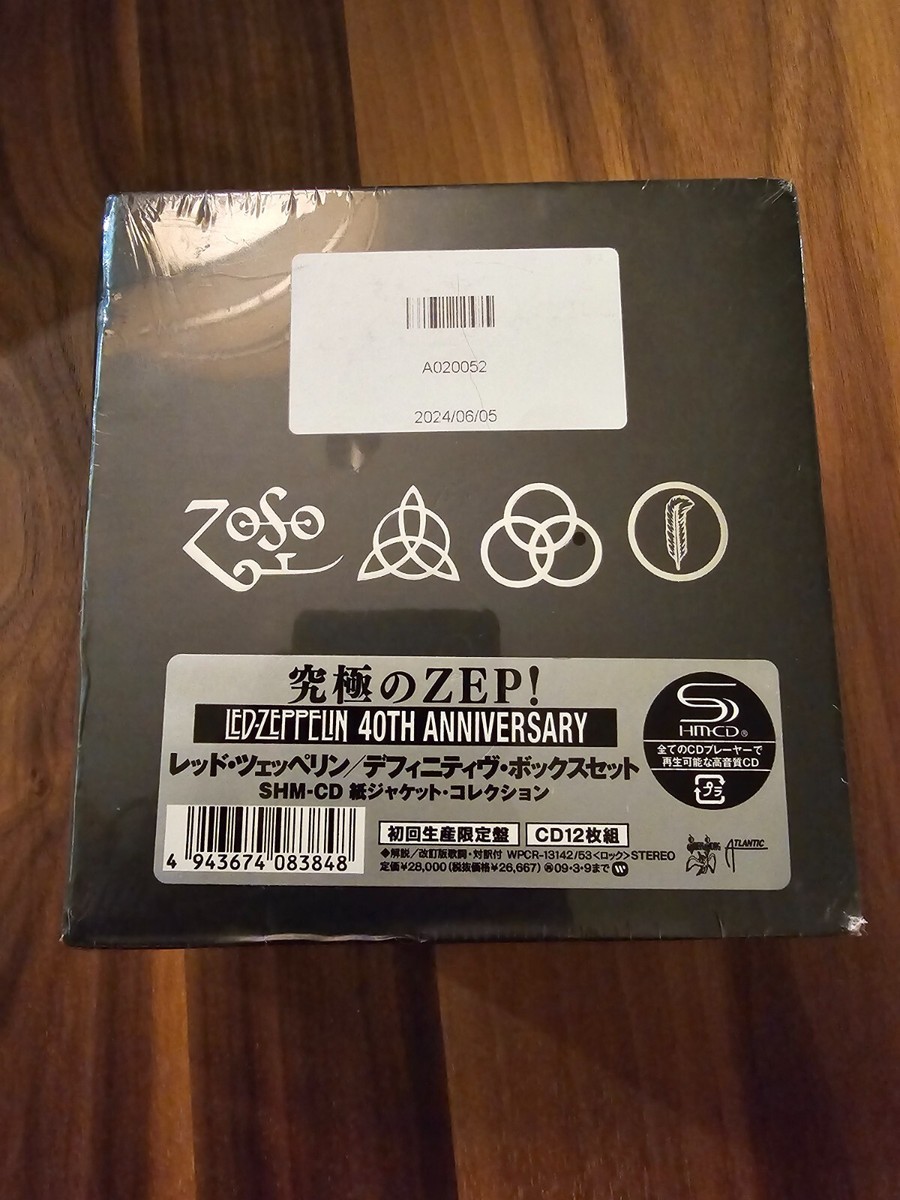 A020052
2024/06/05
ZoSo
究極のZEP!
LED-ZEPPELIN 40TH ANNIVERSARY
レッド・ツェッペリン/デフィニティヴ・ボックスセット
SHM-CD 紙ジャケット・コレクション
初回生産限定盤 CD12枚組
◆解説/改訂版歌詞・対訳付 WPCR-13142/53<ロック>STEREO
定価¥28,000(税抜価格¥26,667) 再09・3・9まで
4 943674 083848
S
HM-CD®
全てのCDプレーヤーで
再生可能な高音質CD
プラ
ATLANTIC